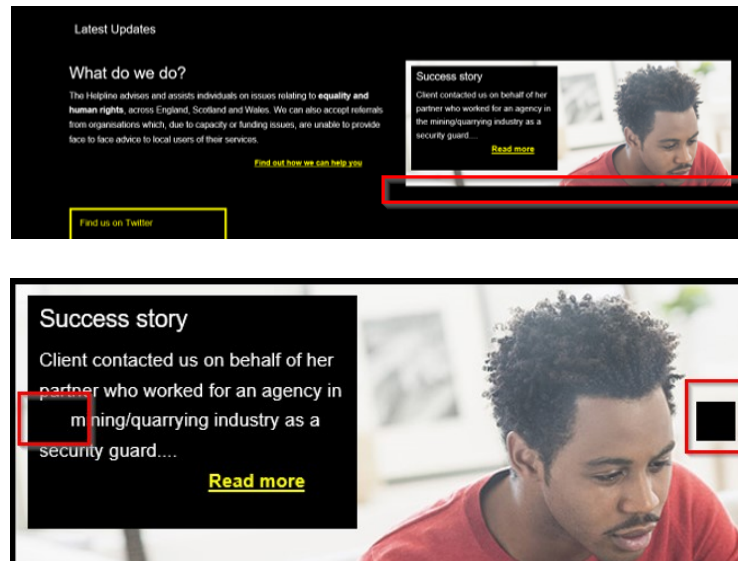 Latest Updates
What do we do?
The Helpline advises and assists individuals on issues relating to equality and
human rights, across England, Scotland and Wales. We can also accept referrals
from organisations which, due to capacity or funding issues, are unable to provide
face to face advice to local users of their services.
Find out how we can help you
Success story
Client contacted us on behalf of her
partner who worked for an agency in
the mining/quarrying industry as a
security guard....
Read more
Find us on Twitter
Success story
Client contacted us on behalf of her
partner who worked for an agency in
mining/quarrying industry as a
security guard....
Read more